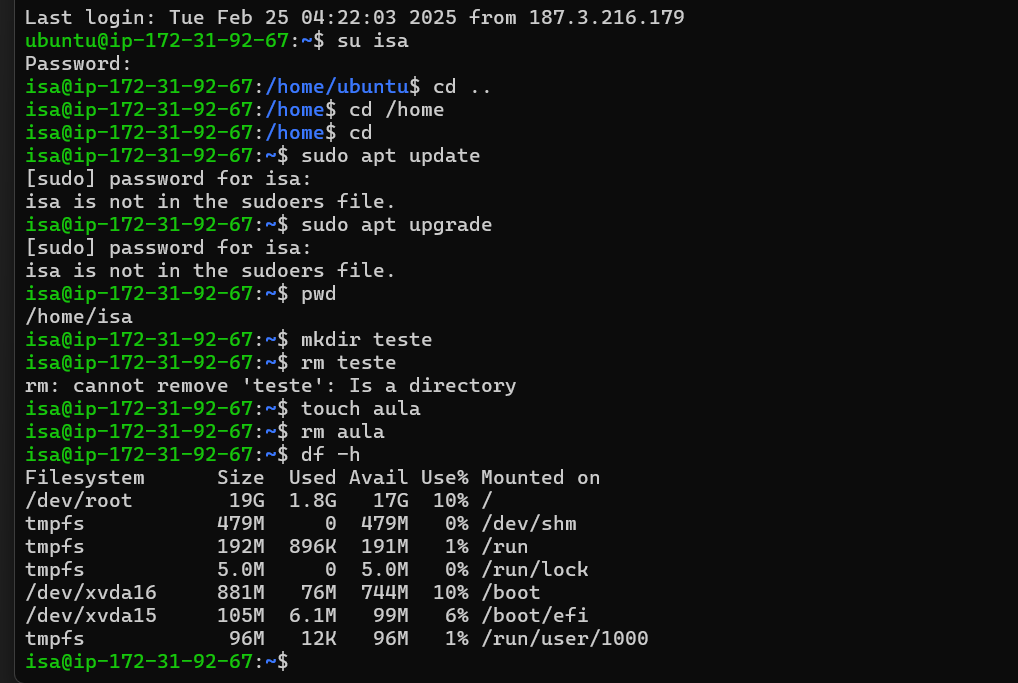 Last login: Tue Feb 25 04:22:03 2025 from 187.3.216.179
ubuntu@ip-172-31-92-67:~$ su isa
Password:
isa@ip-172-31-92-67:/home/ubuntu$ cd ..
isa@ip-172-31-92-67:/home$ cd /home
isa@ip-172-31-92-67:/home$ cd
isa@ip-172-31-92-67:~$ sudo apt update
[sudo] password for isa:
isa is not in the sudoers file.
isa@ip-172-31-92-67:~$ sudo apt upgrade
[sudo] password for isa:
isa is not in the sudoers file.
isa@ip-172-31-92-67:~$ pwd
/home/isa
isa@ip-172-31-92-67:~$ mkdir teste
isa@ip-172-31-92-67:~$ rm teste
rm: cannot remove 'teste': Is a directory
isa@ip-172-31-92-67:~$ touch aula
isa@ip-172-31-92-67:~$ rm aula
isa@ip-172-31-92-67:~$ df -h
Filesystem      Size  Used Avail Use% Mounted on
/dev/root        19G  1.8G   17G  10% /
tmpfs           479M     0  479M   0% /dev/shm
tmpfs           192M  896K  191M   1% /run
tmpfs           5.0M     0  5.0M   0% /run/lock
/dev/xvda16     881M   76M  744M  10% /boot
/dev/xvda15     105M  6.1M   99M   6% /boot/efi
tmpfs            96M   12K   96M   1% /run/user/1000
isa@ip-172-31-92-67:~$